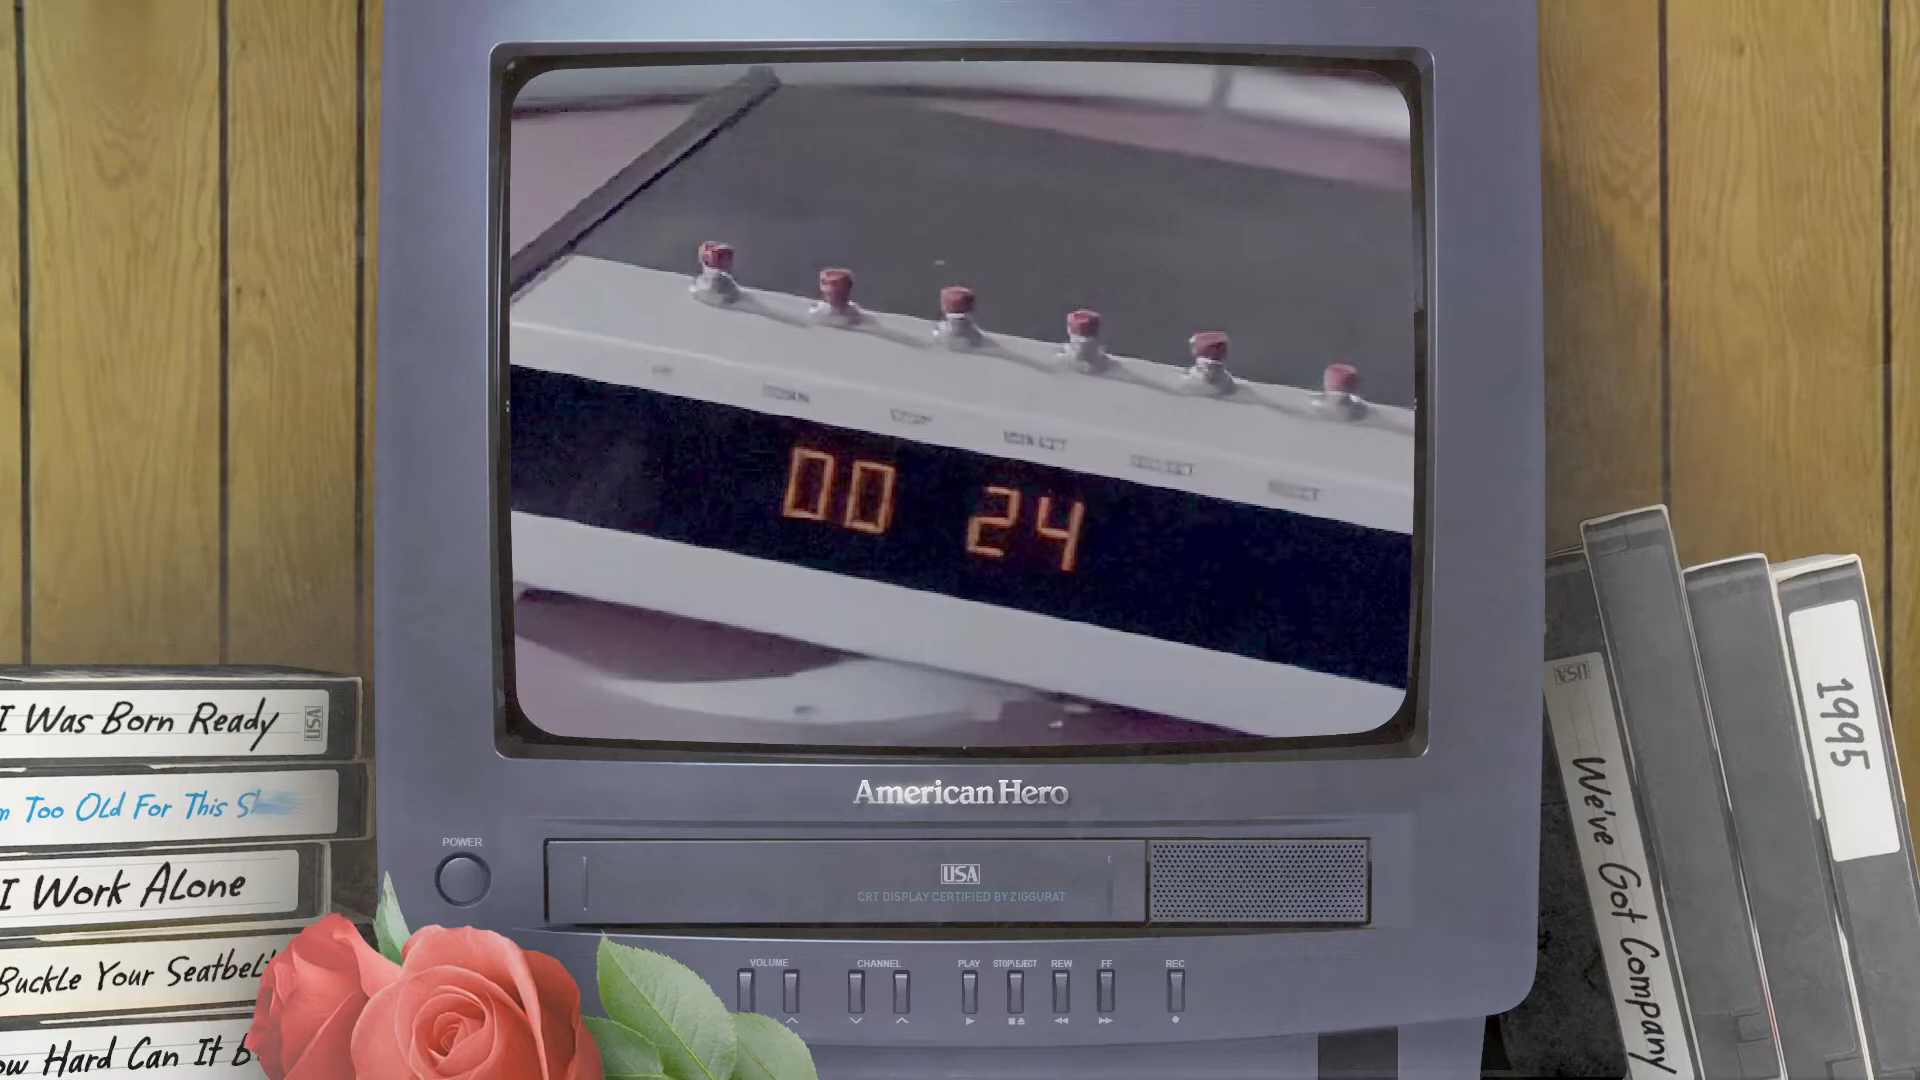 00 24
American Hero
I Was Born Ready
USA
m Too Old For This S
I Work Alone
Buckle Your Seatbel
ow Hard Can It b
POWER
USA
CRT DISPLAY CERTIFIED BY ZIGGURAT
VOLUME
CHANNEL
PLAY
STOP\EJECT
REW
FF
REC
USA
We've Got Company
1995